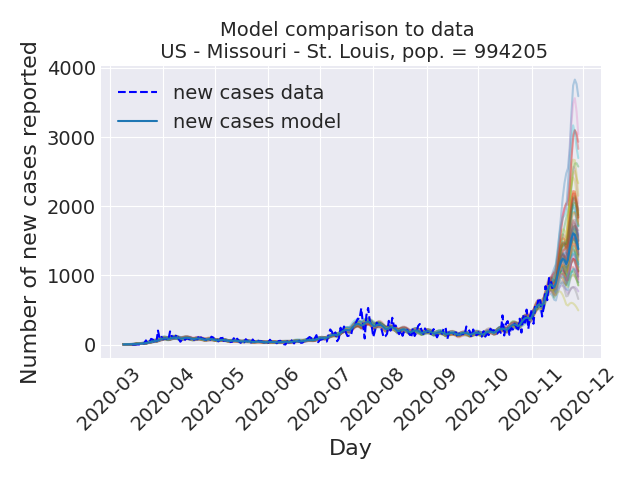 Model comparison to data
US - Missouri - St. Louis, pop. = 994205
Number of new cases reported
4000
3000
2000
1000
0
new cases data
new cases model
2020-03
2020-04
2020-05
2020-06
2020-07
2020-08
2020-09
2020-10
2020-11
2020-12
Day